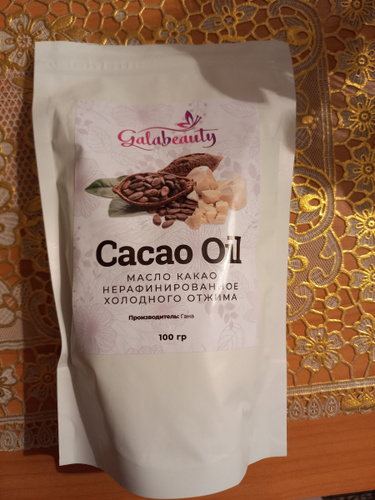 Galabeauty
Cacao Oil
МАСЛО КАКАО
НЕРАФИНИРОВАННОЕ
ХОЛОДНОГО ОТЖИМА
Производитель: Гана
100 гр